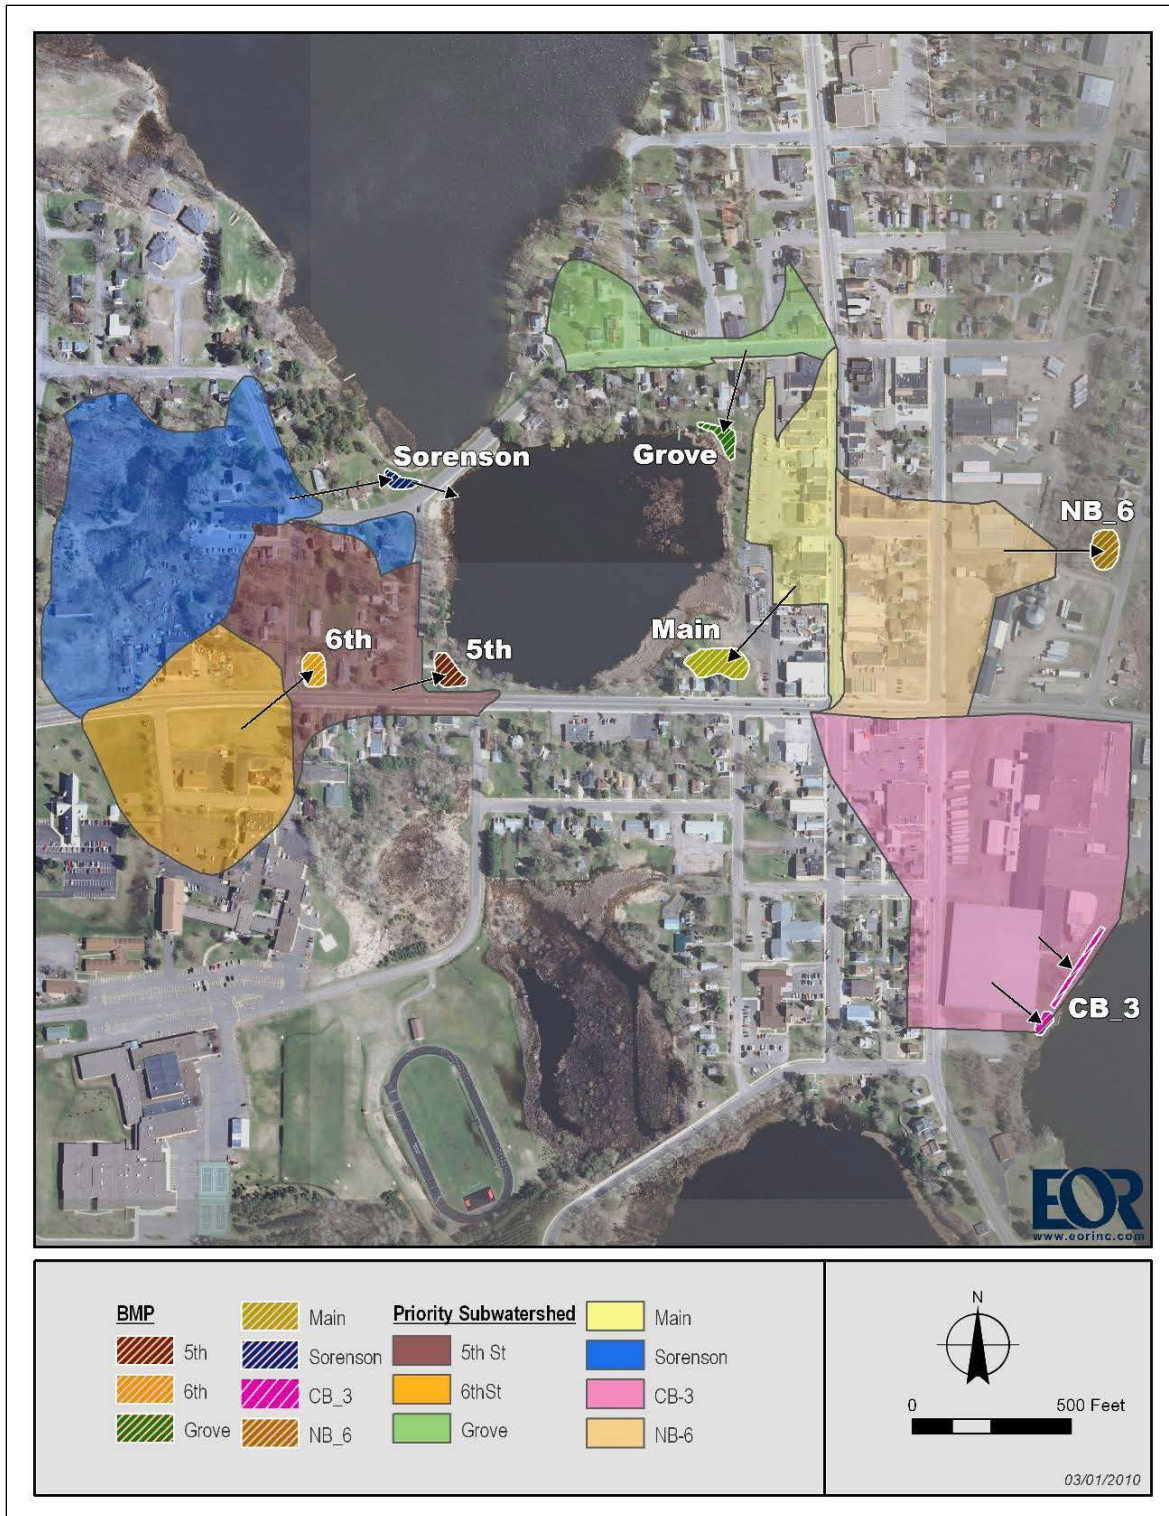 Sorenson
Grove
NB_6
6th
5th
Main
CB_3
EOR
www.eorinc.com
BMP
5th
6th
Grove
Main
Sorenson
CB_3
NB_6
Priority Subwatershed
5th St
6thSt
Grove
Main
Sorenson
CB-3
NB-6
N
0 500 Feet
03/01/2010